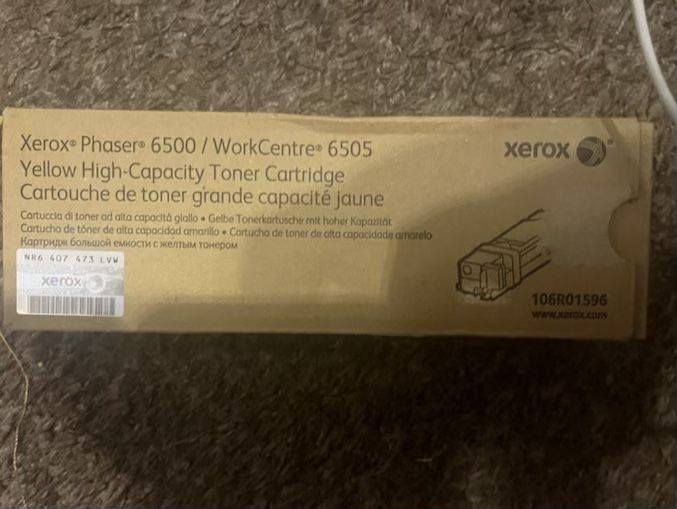 Xerox® Phaser® 6500 / WorkCentre® 6505
Yellow High-Capacity Toner Cartridge
Cartouche de toner grande capacité jaune
Cartuccia di toner ad alta capacità giallo • Gelbe Tonerkartusche mit hoher Kapazität
Cartucho de tóner de alta capacidad amarillo • Cartucho de toner de alta capacidade amarelo
Картридж большой емкости с желтым тонером
NR6 407 473 LVW
xerox
xerox®
106R01596
www.xerox.com